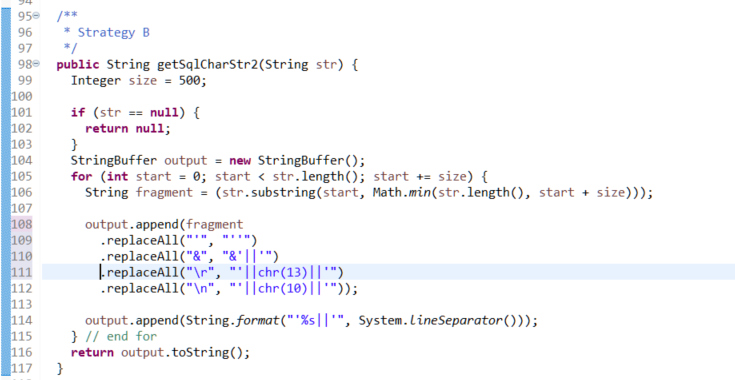 94
95 /**
96 * Strategy B
97 */
98 public String getSqlCharStr2(String str) {
99 Integer size = 500;
100
101 if (str == null) {
102 return null;
103 }
104 StringBuffer output = new StringBuffer();
105 for (int start = 0; start < str.length(); start += size) {
106 String fragment = (str.substring(start, Math.min(str.length(), start + size)));
107
108 output.append(fragment
109 .replaceAll("'", "''")
110 .replaceAll("&", "&'||'")
111 .replaceAll("\r", "'||chr(13)||'")
112 .replaceAll("\n", "'||chr(10)||'"));
113
114 output.append(String.format("'%s||'", System.lineSeparator()));
115 } // end for
116 return output.toString();
117 }